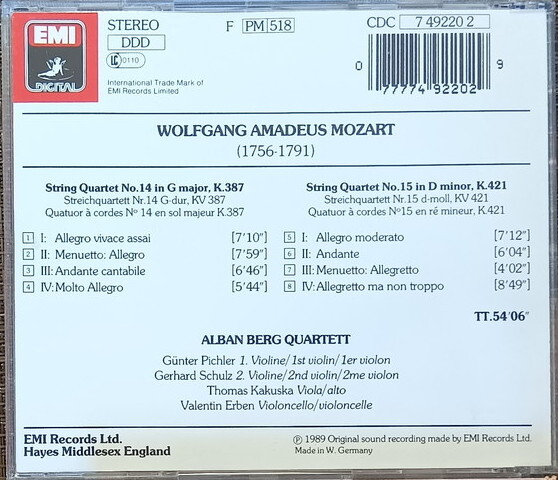 EMI
DIGITAL
STEREO
DDD
LC 0110
International Trade Mark of
EMI Records Limited
F PM 518
CDC 7 49220 2
0 77774 92202 9
WOLFGANG AMADEUS MOZART
(1756-1791)
String Quartet No.14 in G major, K.387
Streichquartett Nr.14 G-dur, KV 387
Quatuor à cordes Nº 14 en sol majeur K.387
1 I: Allegro vivace assai [7'10"]
2 II: Menuetto: Allegro [7'59"]
3 III: Andante cantabile [6'46"]
4 IV: Molto Allegro [5'44"]
String Quartet No.15 in D minor, K.421
Streichquartett Nr.15 d-moll, KV 421
Quatuor à cordes Nº15 en ré mineur, K.421
5 I: Allegro moderato [7'12"]
6 II: Andante [6'04"]
7 III: Menuetto: Allegretto [4'02"]
8 IV: Allegretto ma non troppo [8'49"]
TT.54'06"
ALBAN BERG QUARTETT
Günter Pichler 1. Violine/1st violin/1er violon
Gerhard Schulz 2. Violine/2nd violin/2me violon
Thomas Kakuska Viola/alto
Valentin Erben Violoncello/violoncelle
EMI Records Ltd.
Hayes Middlesex England
℗ 1989 Original sound recording made by EMI Records Ltd.
Made in W. Germany